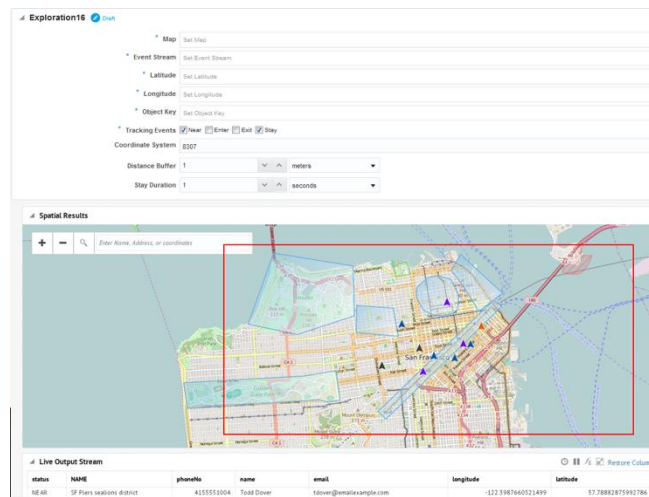 Exploration16 Draft
* Map Set Map
* Event Stream Set Event Stream
* Latitude Set Latitude
* Longitude Set Longitude
* Object Key Set Object Key
* Tracking Events Near Enter Exit Stay
Coordinate System 8307
Distance Buffer 1 meters
Stay Duration 1 seconds
Spatial Results
Enter Name, Address, or coordinates
San Francisco
Live Output Stream
Restore Colum
status NAME phoneNo name email longitude latitude
NEAR SF Piers sealions district 4155551004 Todd Dover tdover@emailexample.com -122.3987660521499 37.78882875992786